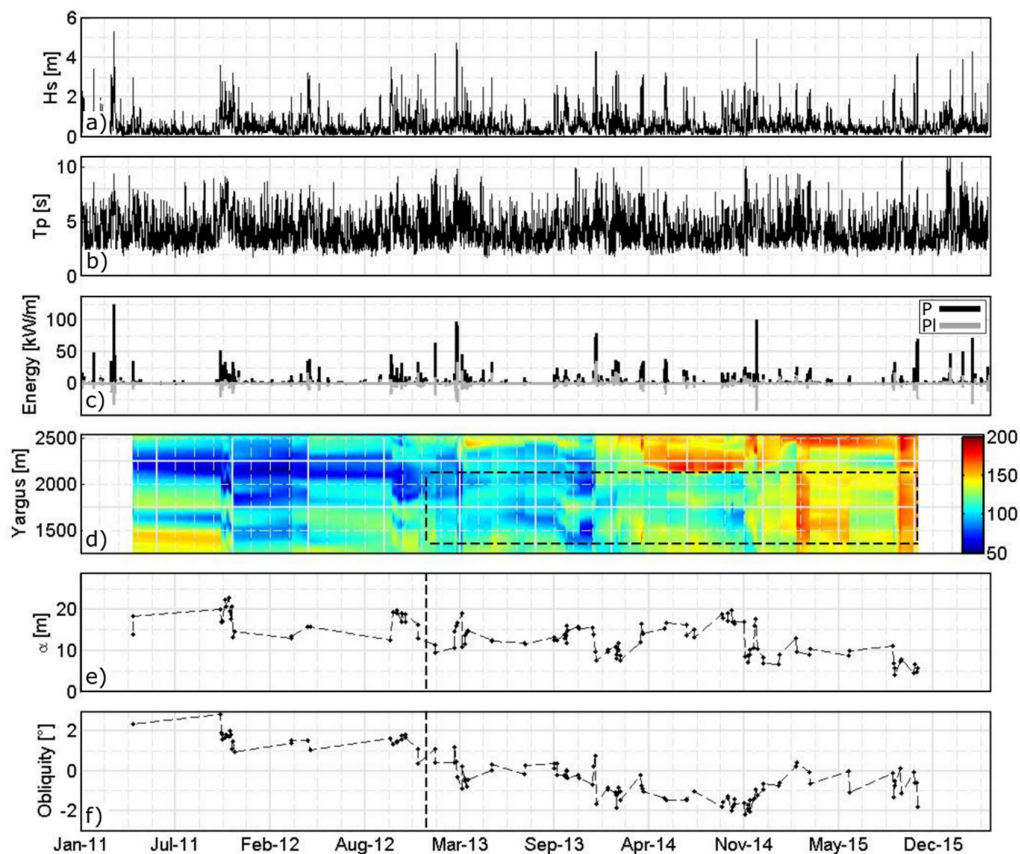 6
4
2
0
Hs [m]
a)
10
5
0
Tp [s]
b)
100
50
0
Energy [kW/m]
c)
P
Pl
2500
2000
1500
Yargus [m]
d)
200
150
100
50
20
10
0
α [m]
e)
2
0
-2
Obliquity [°]
f)
Jan-11 Jul-11 Feb-12 Aug-12 Mar-13 Sep-13 Apr-14 Nov-14 May-15 Dec-15